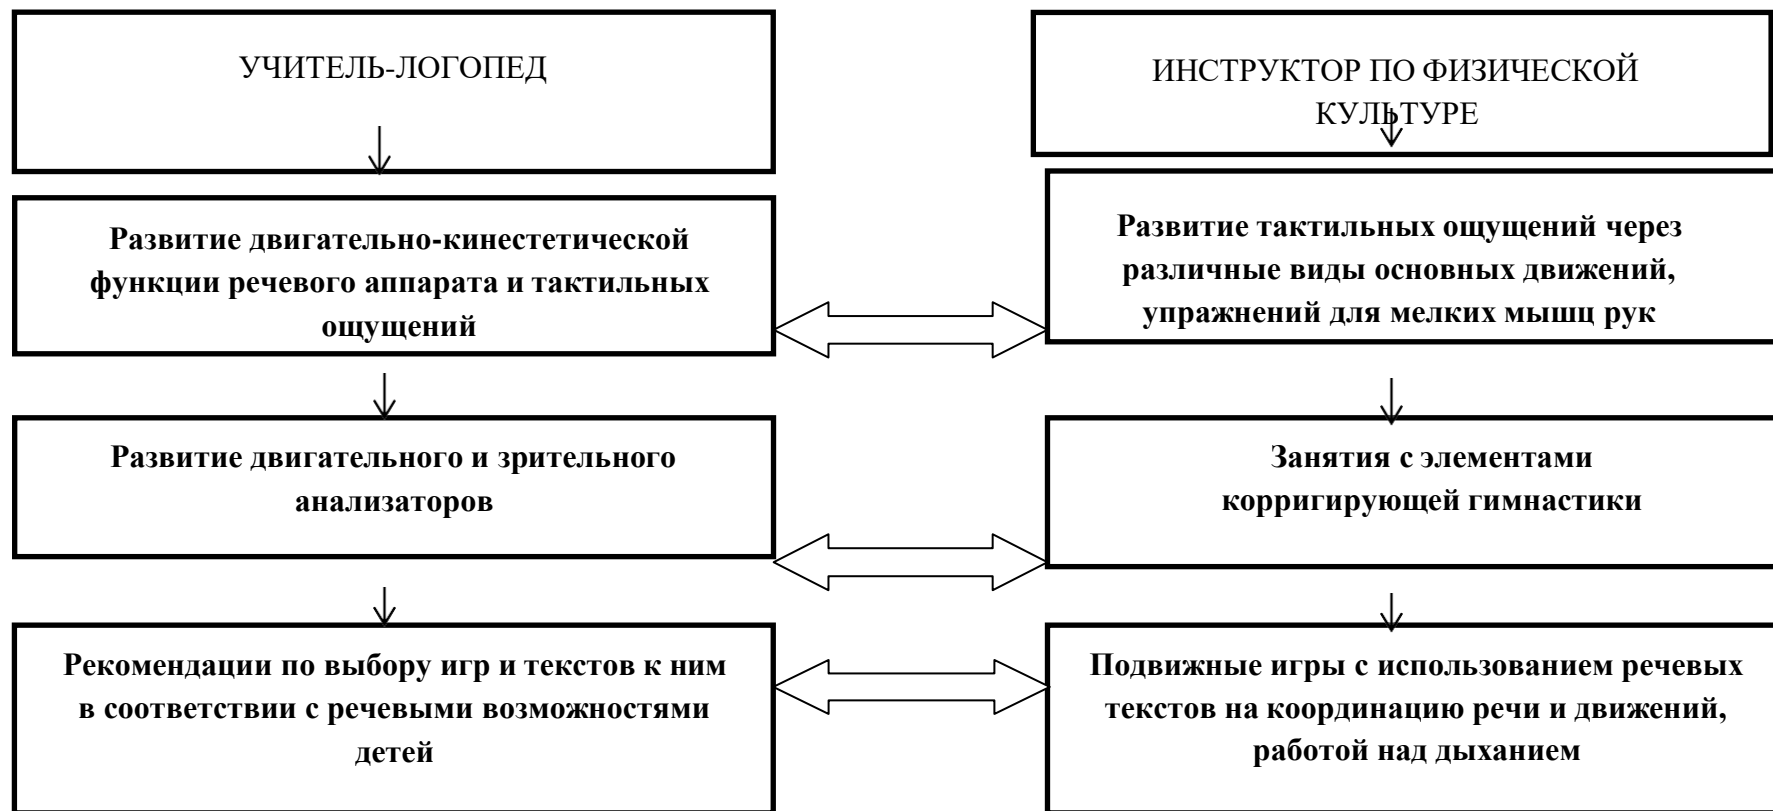 УЧИТЕЛЬ-ЛОГОПЕД
ИНСТРУКТОР ПО ФИЗИЧЕСКОЙ
КУЛЬТУРЕ
Развитие двигательно-кинестетической
функции речевого аппарата и тактильных
ощущений
Развитие тактильных ощущений через
различные виды основных движений,
упражнений для мелких мышц рук
Развитие двигательного и зрительного
анализаторов
Занятия с элементами
корригирующей гимнастики
Рекомендации по выбору игр и текстов к ним
в соответствии с речевыми возможностями
детей
Подвижные игры с использованием речевых
текстов на координацию речи и движений,
работой над дыханием